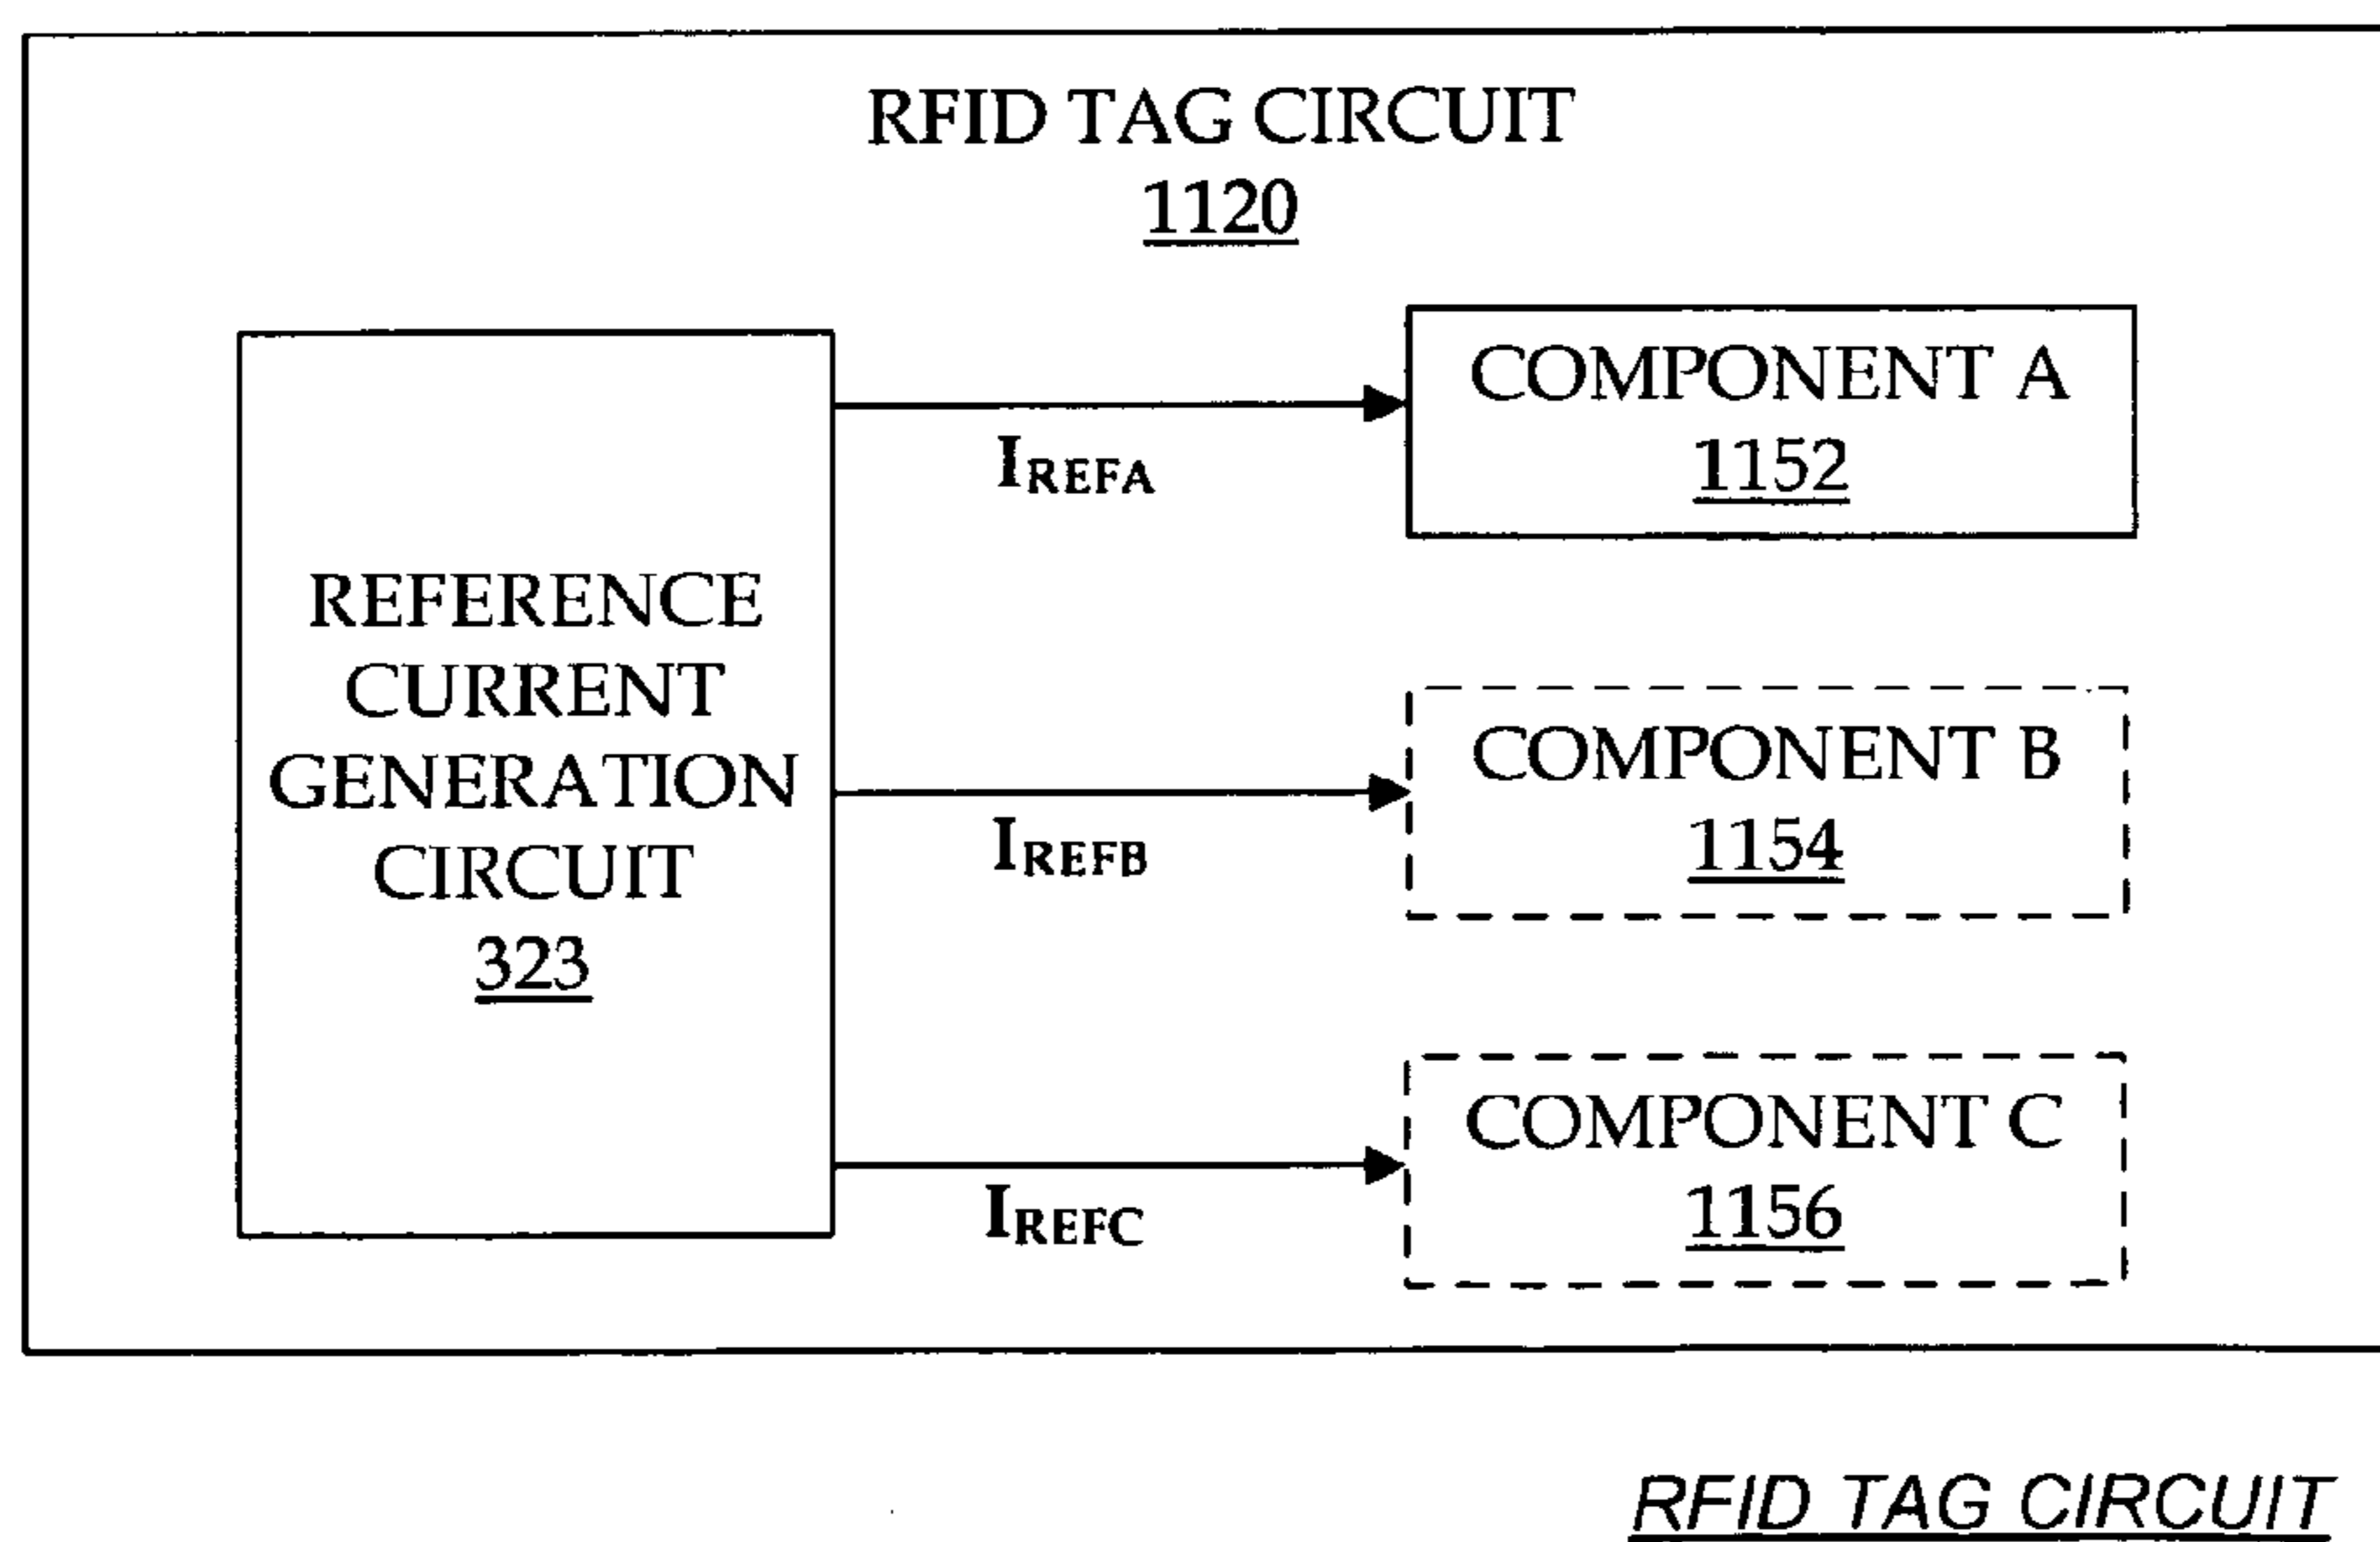 RFID TAG CIRCUIT
1120
REFERENCE
CURRENT
GENERATION
CIRCUIT
323
IREFA
COMPONENT A
1152
IREFB
COMPONENT B
1154
IREFC
COMPONENT C
1156
RFID TAG CIRCUIT